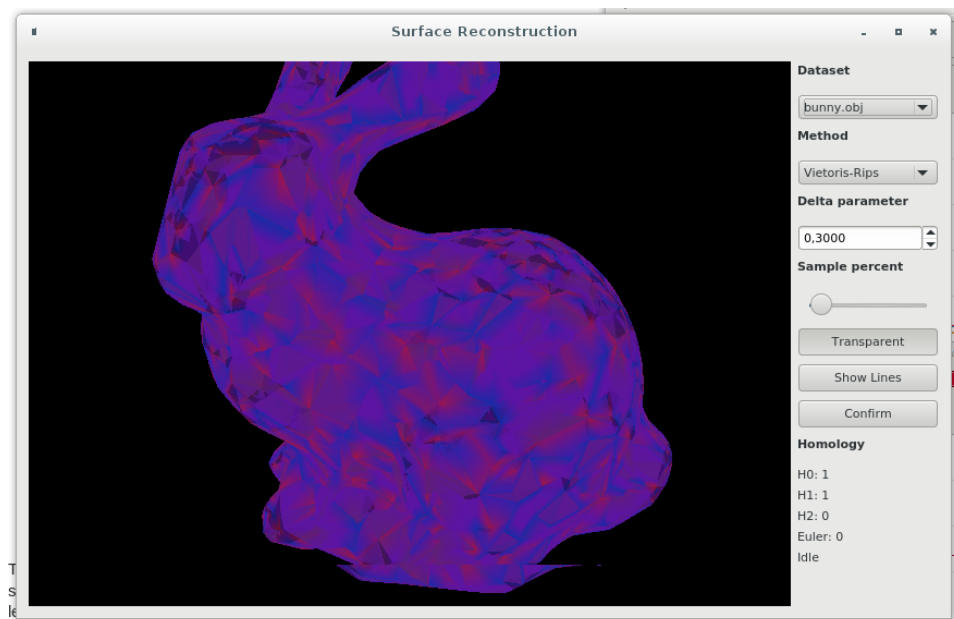 Surface Reconstruction
Dataset
bunny.obj
Method
Vietoris-Rips
Delta parameter
0,3000
Sample percent
Transparent
Show Lines
Confirm
Homology
H0: 1
H1: 1
H2: 0
Euler: 0
Idle
T
s
le